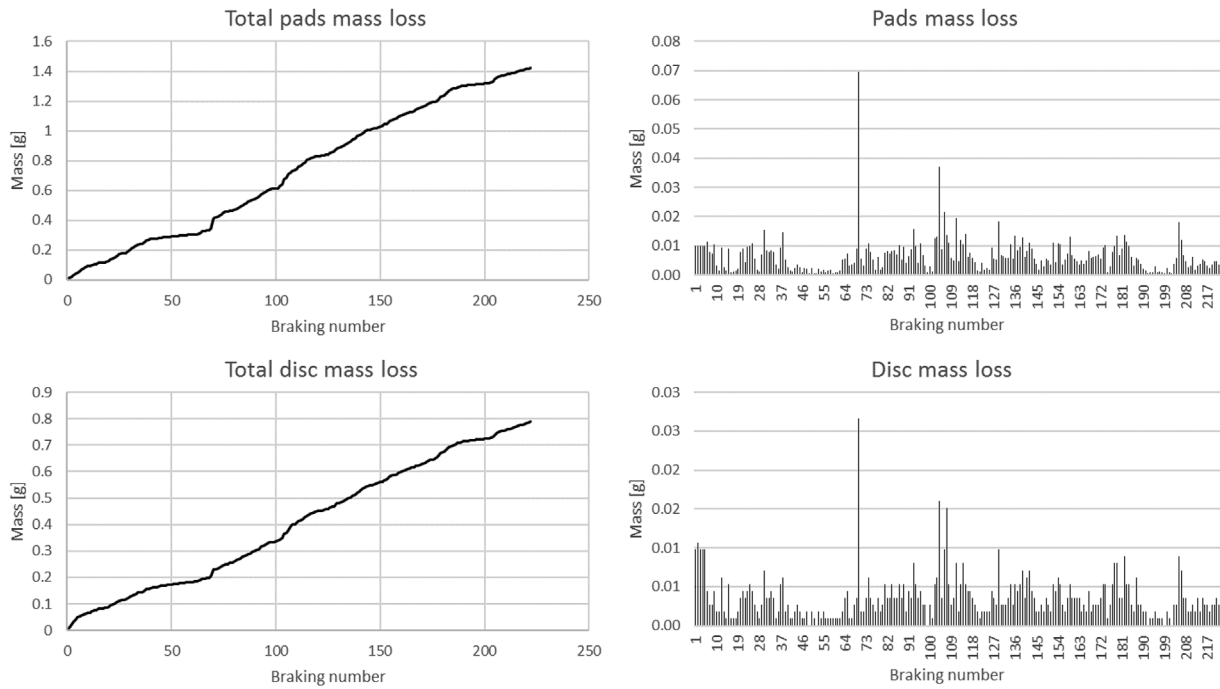 Total pads mass loss
1.6
1.4
1.2
1
0.8
0.6
0.4
0.2
0
Mass [g]
0 50 100 150 200 250
Braking number
Pads mass loss
0.08
0.07
0.06
0.05
0.04
0.03
0.02
0.01
0.00
Mass [g]
1 10 19 28 37 46 55 64 73 82 91 100 109 118 127 136 145 154 163 172 181 190 199 208 217
Braking number
Total disc mass loss
0.9
0.8
0.7
0.6
0.5
0.4
0.3
0.2
0.1
0
Mass [g]
0 50 100 150 200 250
Braking number
Disc mass loss
0.03
0.03
0.02
0.02
0.01
0.01
0.00
Mass [g]
1 10 19 28 37 46 55 64 73 82 91 100 109 118 127 136 145 154 163 172 181 190 199 208 217
Braking number